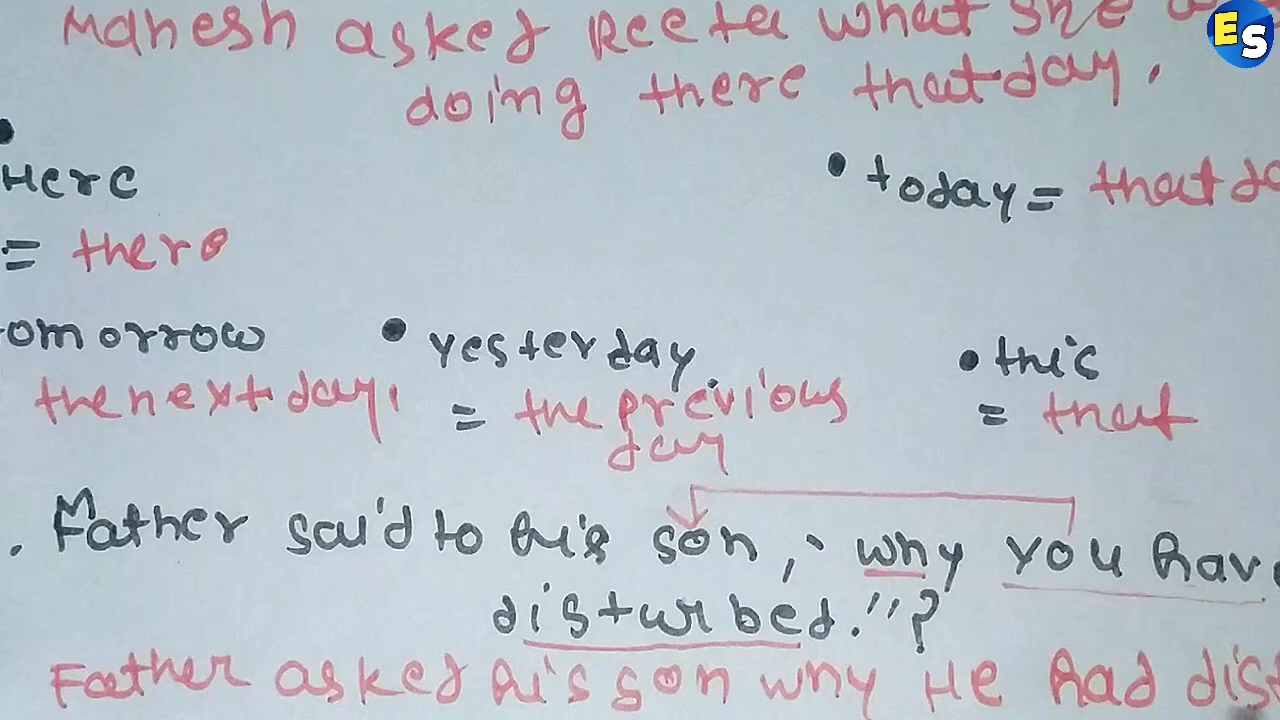 Mahesh asked Reeta what she
ES
doing there that day.
Here
• today = that
= there
omorrow • yesterday • this
the next day. = the previous = that
day
. Father said to his son, "why you hav
disturbed."?
Father asked his son why He had dis